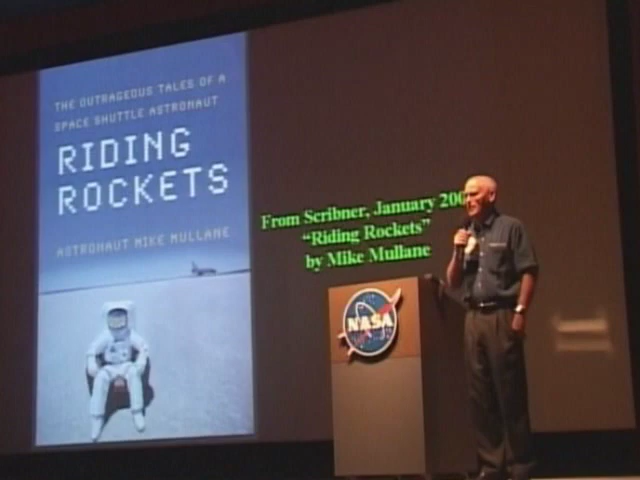 THE OUTRAGEOUS TALES OF A
SPACE SHUTTLE ASTRONAUT
RIDING
ROCKETS
ASTRONAUT MIKE MULLANE
From Scribner, January 200
"Riding Rockets"
by Mike Mullane
NASA